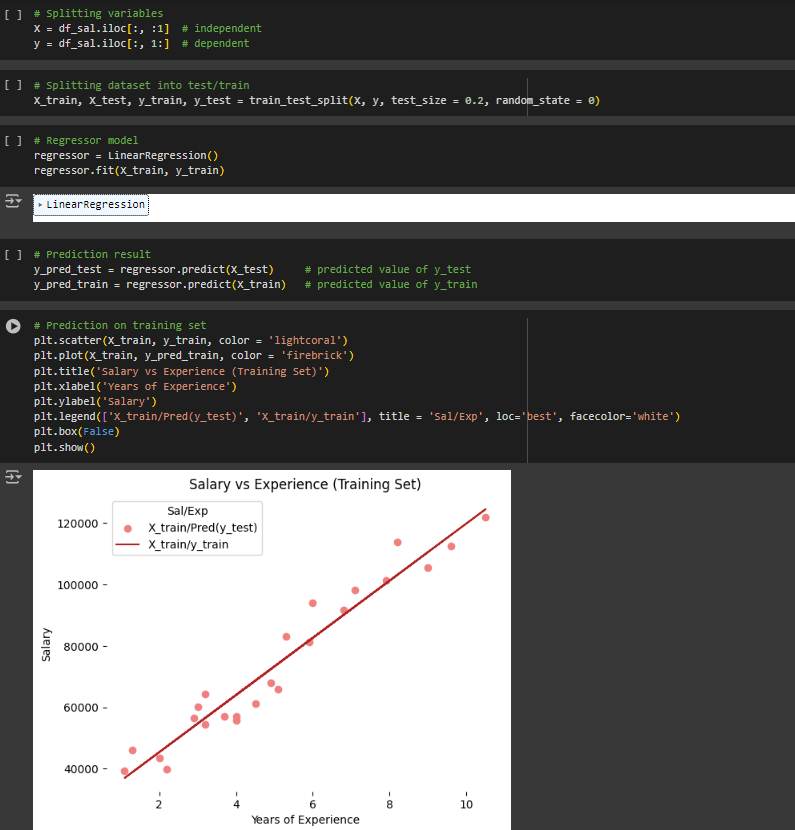 [ ] # Splitting variables
X = df_sal.iloc[:, :1]  # independent
y = df_sal.iloc[:, 1:]  # dependent
[ ] # Splitting dataset into test/train
X_train, X_test, y_train, y_test = train_test_split(X, y, test_size = 0.2, random_state = 0)
[ ] # Regressor model
regressor = LinearRegression()
regressor.fit(X_train, y_train)
▸ LinearRegression
[ ] # Prediction result
y_pred_test = regressor.predict(X_test)     # predicted value of y_test
y_pred_train = regressor.predict(X_train)   # predicted value of y_train
# Prediction on training set
plt.scatter(X_train, y_train, color = 'lightcoral')
plt.plot(X_train, y_pred_train, color = 'firebrick')
plt.title('Salary vs Experience (Training Set)')
plt.xlabel('Years of Experience')
plt.ylabel('Salary')
plt.legend(['X_train/Pred(y_test)', 'X_train/y_train'], title = 'Sal/Exp', loc='best', facecolor='white')
plt.box(False)
plt.show()
Salary vs Experience (Training Set)
Sal/Exp
X_train/Pred(y_test)
X_train/y_train
120000
100000
80000
60000
40000
Salary
2 4 6 8 10
Years of Experience